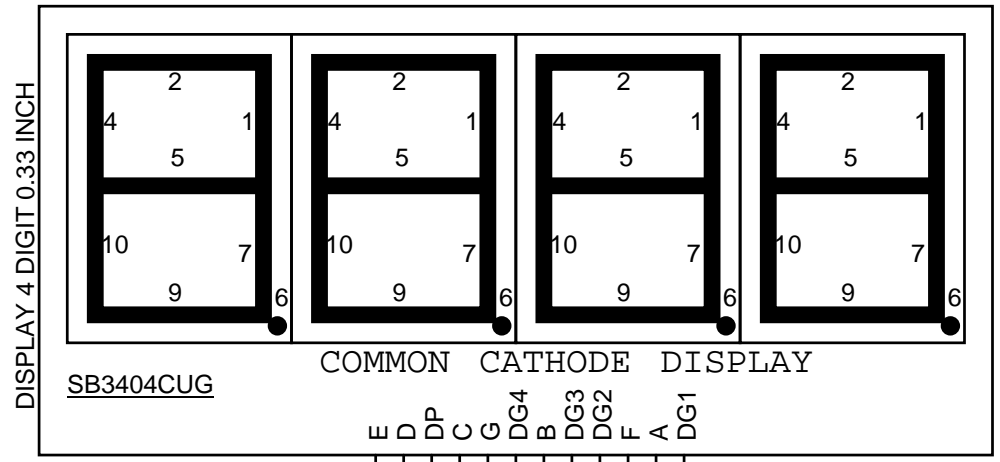 DISPLAY 4 DIGIT 0.33 INCH
2 2 2 2
4 1 4 1 4 1 4 1
5 5 5 5
10 7 10 7 10 7 10 7
9 6 9 6 9 6 9 6
COMMON CATHODE DISPLAY
SB3404CUG
E D DP C G DG4 B DG3 DG2 F A DG1